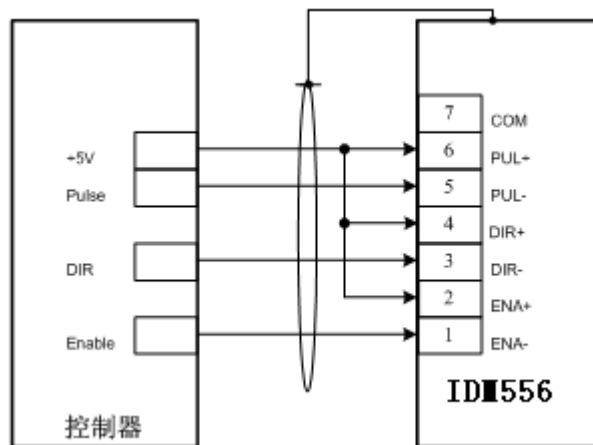 7 COM
+5V 6 PUL+
Pulse 5 PUL-
4 DIR+
DIR 3 DIR-
2 ENA+
Enable 1 ENA-
IDM556
控制器